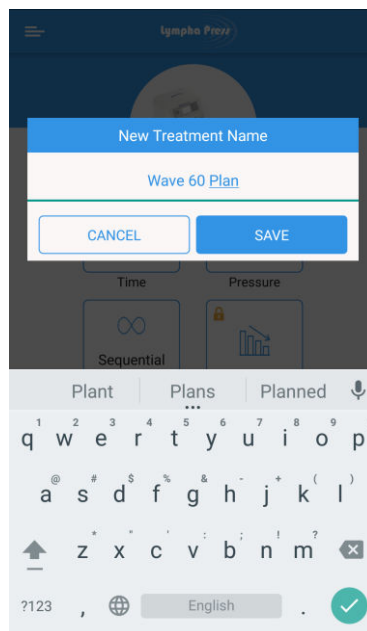 Lympha Press
New Treatment Name
Wave 60 Plan
CANCEL SAVE
Time Pressure
Sequential
Plant Plans Planned
1 2 3 4 5 6 7 8 9
q w e r t y u i o p
@ # $ % & - + ( )
a s d f g h j k l
* " ' : ; ! ?
z x c v b n m
?123 , English .